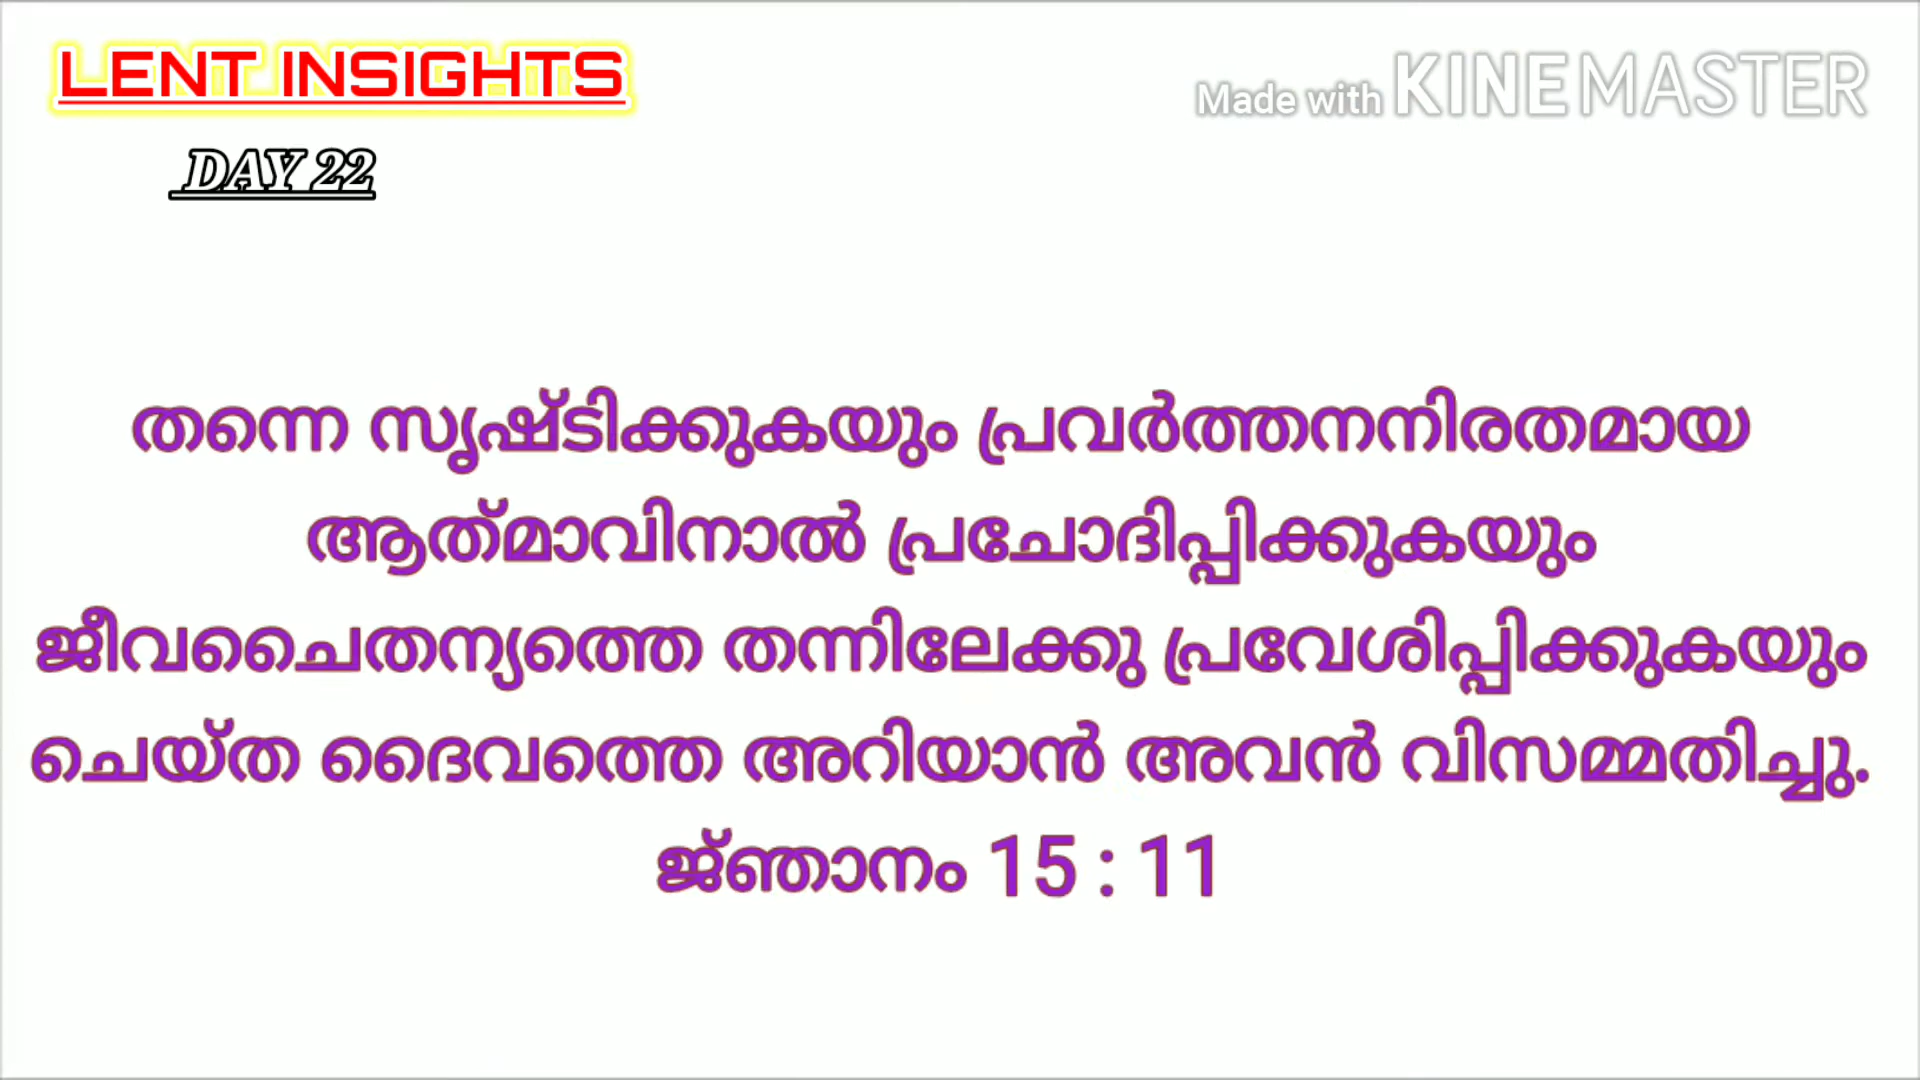 LENT INSIGHTS
Made with KINEMASTER
DAY 22
തന്നെ സൃഷ്ടിക്കുകയും പ്രവർത്തനനിരതമായ
ആത്‌മാവിനാൽ പ്രചോദിപ്പിക്കുകയും
ജീവചൈതന്യത്തെ തന്നിലേക്കു പ്രവേശിപ്പിക്കുകയും
ചെയ്ത ദൈവത്തെ അറിയാൻ അവൻ വിസമ്മതിച്ചു.
ജ്‌ഞാനം 15 : 11